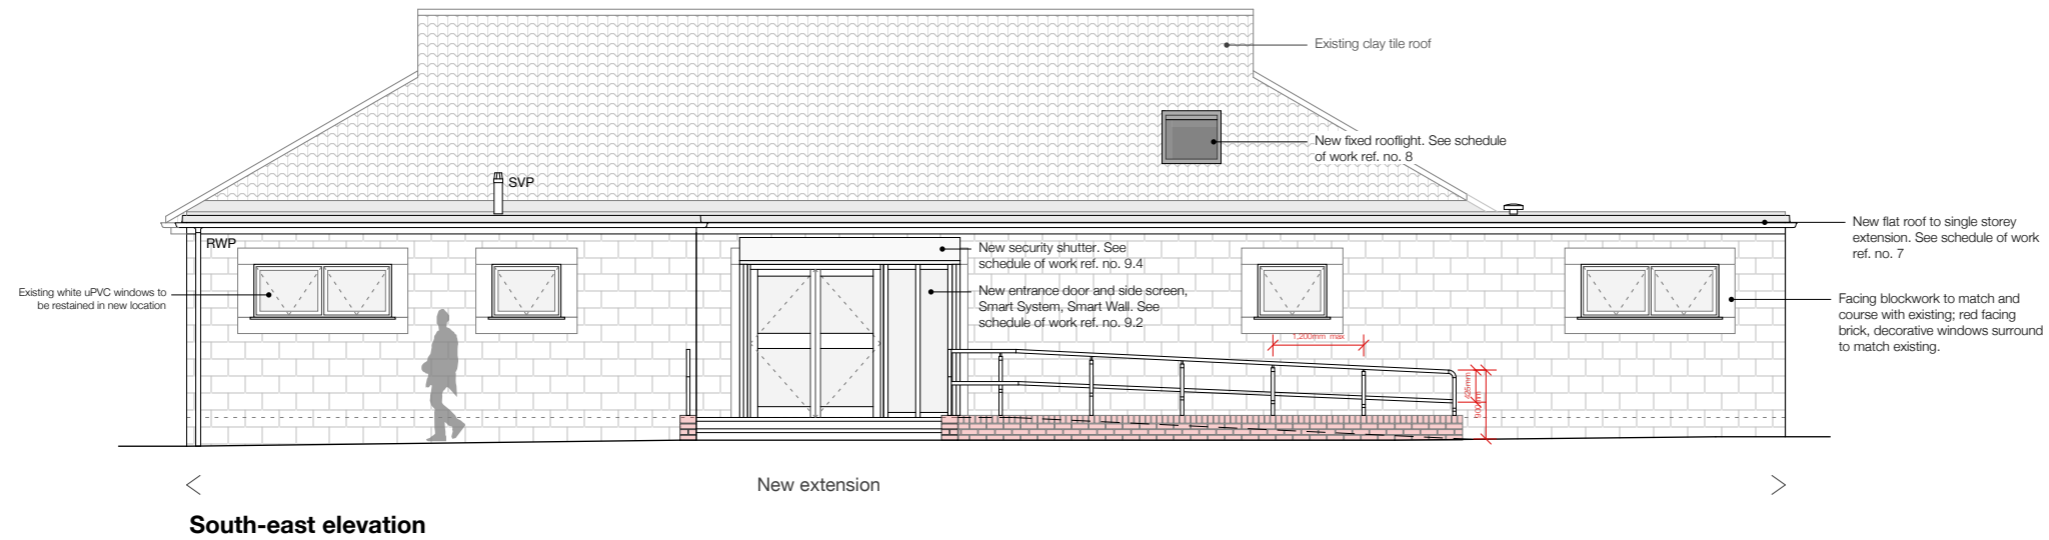 Existing clay tile roof
New fixed rooflight. See schedule
of work ref. no. 8
SVP
RWP
New flat roof to single storey
extension. See schedule of work
ref. no. 7
New security shutter. See
schedule of work ref. no. 9.4
Existing white uPVC windows to
be restained in new location
New entrance door and side screen,
Smart System, Smart Wall. See
schedule of work ref. no. 9.2
Facing blockwork to match and
course with existing; red facing
brick, decorative windows surround
to match existing.
1,200mm max
New extension
South-east elevation